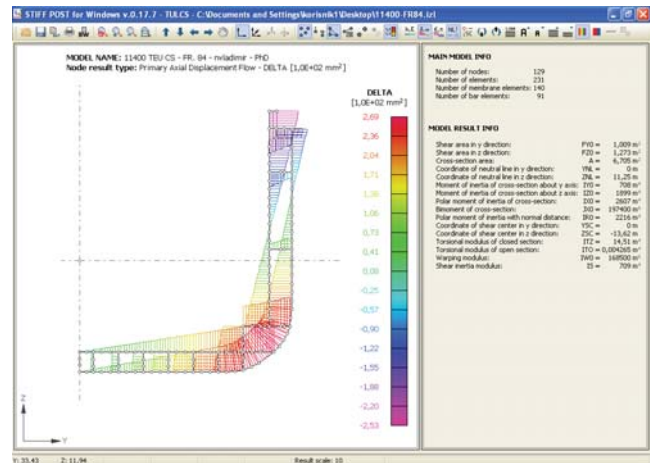 STIFF POST for Windows v.0.17.7 - TULCS - C:\Documents and Settings\korisnik1\Desktop\11400-FR84.izl
MODEL NAME: 11400 TEU CS - FR. 84 - nvladimir - PhD
Node result type: Primary Axial Displacement Flow - DELTA [1,0E+02 mm²]
DELTA
[1,0E+02 mm²]
2,69
2,36
2,04
1,71
1,38
1,06
0,73
0,41
0,08
-0,25
-0,57
-0,90
-1,22
-1,55
-1,88
-2,20
-2,53
Z
Y
MAIN MODEL INFO
Number of nodes: 129
Number of elements: 231
Number of membrane elements: 140
Number of bar elements: 91
MODEL RESULT INFO
Shear area in y direction: FY0 = 1,009 m²
Shear area in z direction: FZ0 = 1,273 m²
Cross-section area: A = 6,705 m²
Coordinate of neutral line in y direction: YNL = 0 m
Coordinate of neutral line in z direction: ZNL = 11,25 m
Moment of inertia of cross-section about y axis: IY0 = 708 m⁴
Moment of inertia of cross-section about z axis: IZ0 = 1899 m⁴
Polar moment of inertia of cross-section: IX0 = 2607 m⁴
Bimoment of cross-section: JX0 = 197400 m⁶
Polar moment of inertia with normal distance: IR0 = 2216 m⁴
Coordinate of shear center in y direction: YSC = 0 m
Coordinate of shear center in z direction: ZSC = -13,62 m
Torsional modulus of closed section: ITZ = 14,51 m⁴
Torsional modulus of open section: ITO = 0,004265 m⁴
Warping modulus: IW0 = 168500 m⁶
Shear inertia modulus: IS = 709 m⁴
Y: 33,43 Z: 11,94 Result scale: 10